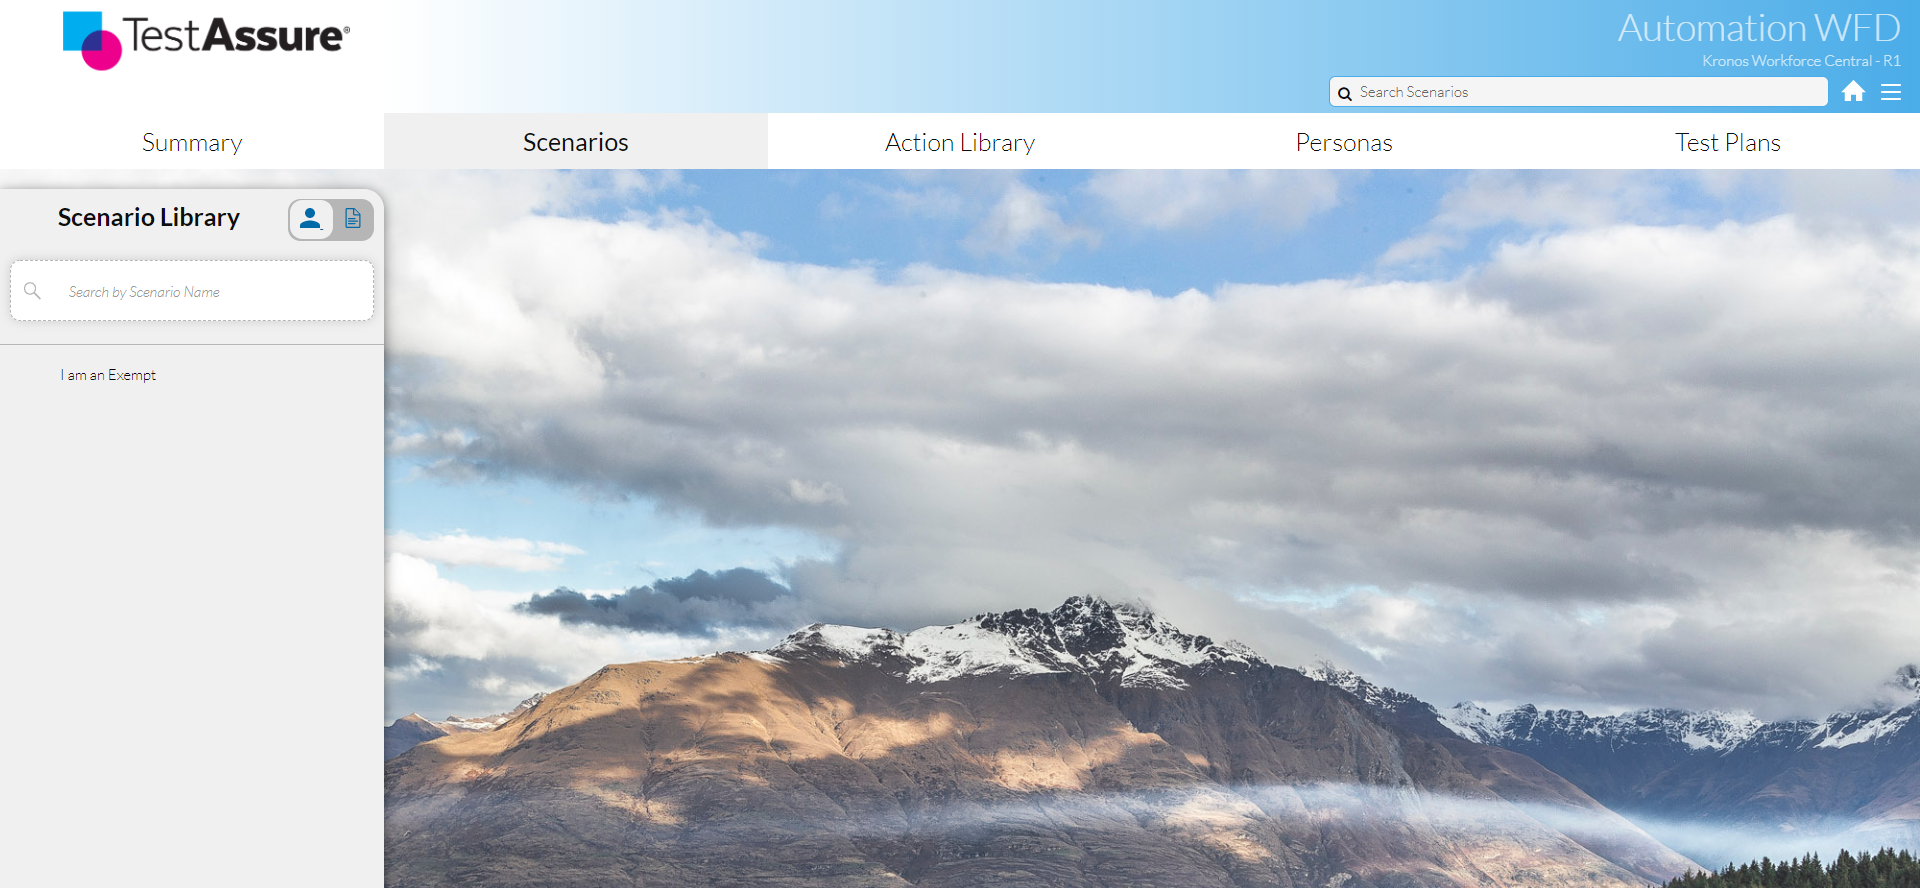 TestAssure®
Automation WFD
Kronos Workforce Central - R1
Search Scenarios
Summary
Scenarios
Action Library
Personas
Test Plans
Scenario Library
Search by Scenario Name
I am an Exempt